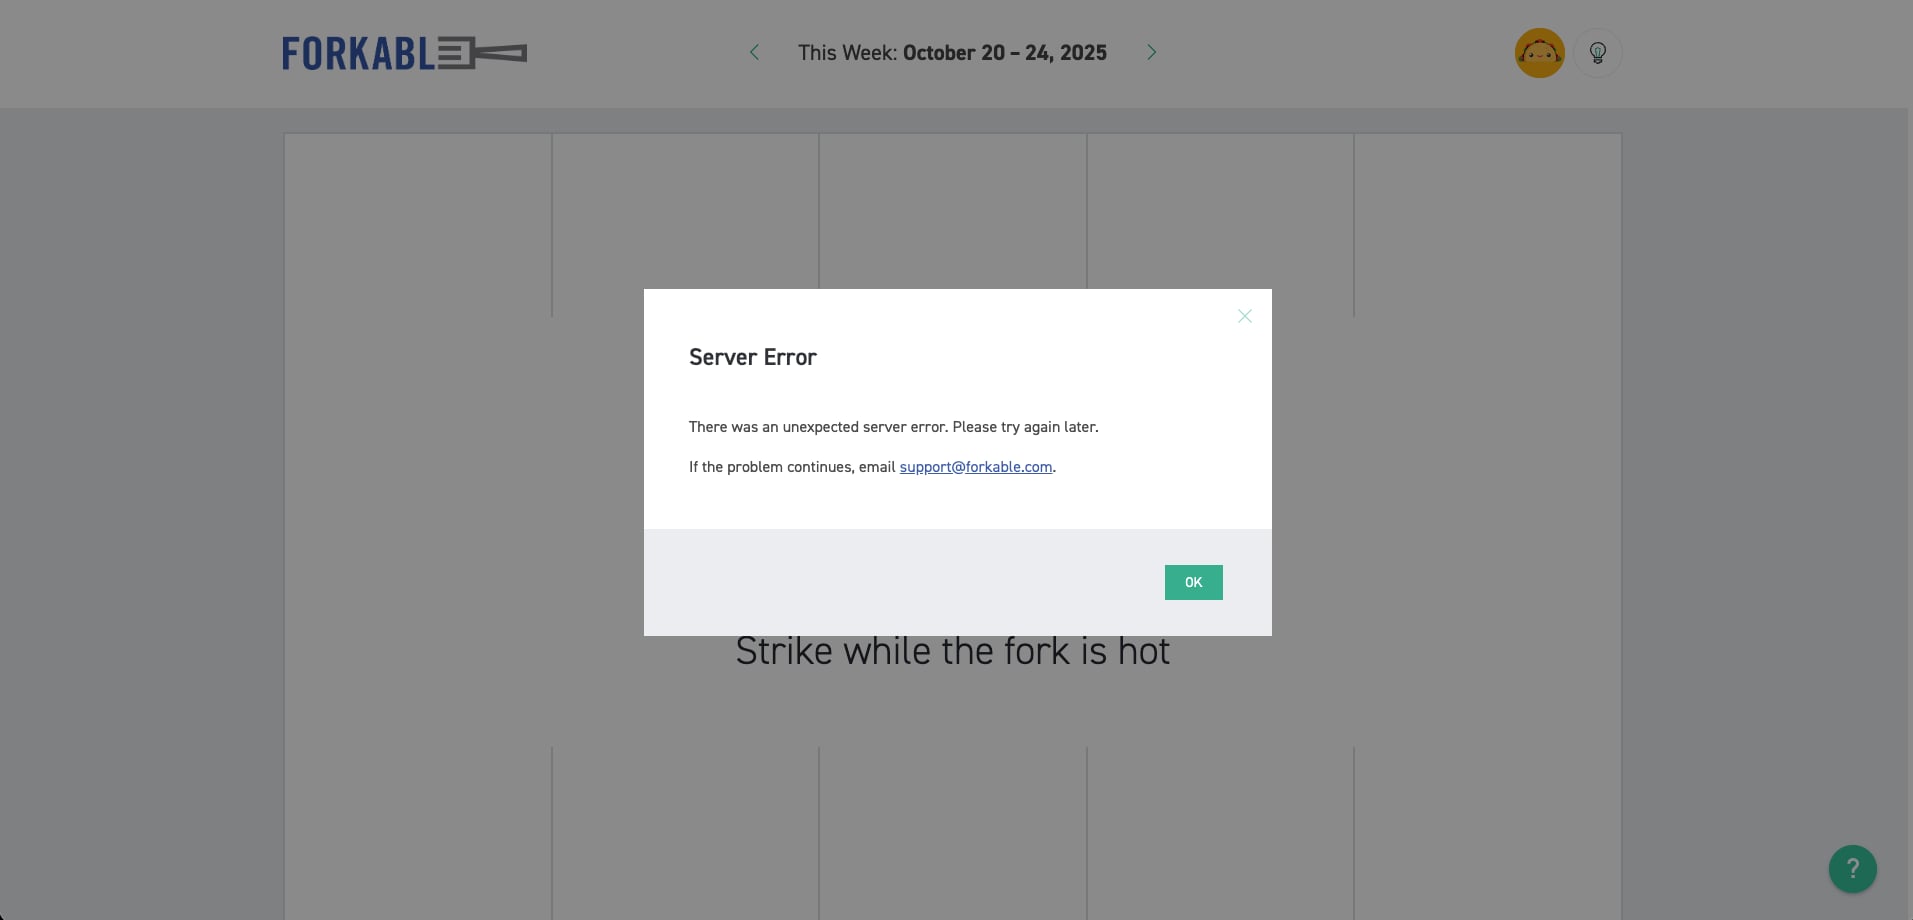 FORKABLE
This Week: October 20 – 24, 2025
Server Error
There was an unexpected server error. Please try again later.
If the problem continues, email support@forkable.com.
OK
Strike while the fork is hot
?